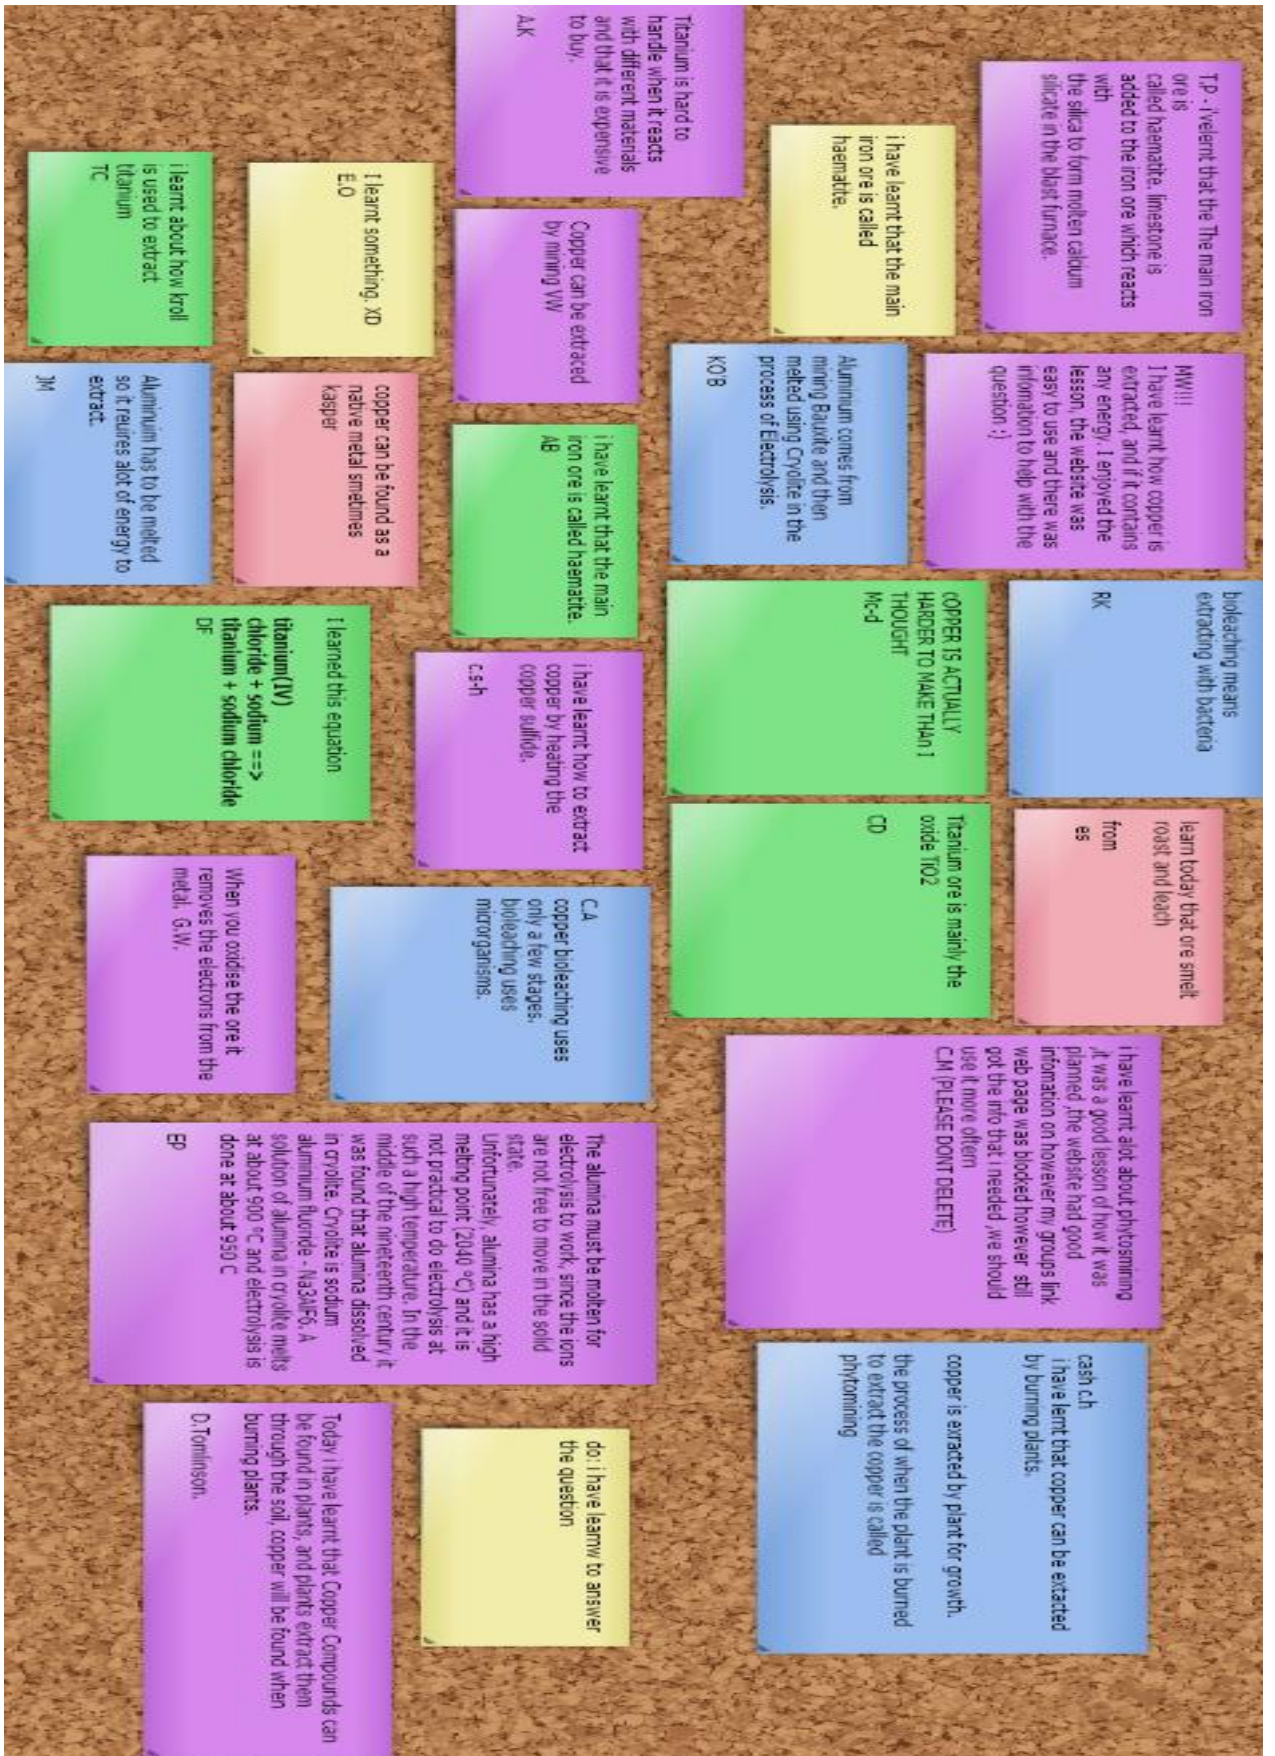 T.P - i'velernt that the The main iron
ore is
called haematite. limestone is
added to the iron ore which reacts
with
the silica to form molten calcium
silicate in the blast furnace.
MW!!!
I have learnt how copper is
extracted, and if it contains
any energy. I enjoyed the
lesson, the website was
easy to use and there was
infomation to help with the
question :)
bioleaching means
extracting with bacteria
RK
learn today that ore smelt
roast and leach
from
es
i have learnt alot about phytosmining
,it was a good lesson of how it was
planned ,the website had good
infomation on however my groups link
web page was blocked however still
got the info that i needed ,we should
use it more oftern
C.M (PLEASE DONT DELETE)
cash c.h
i have lernt that copper can be extacted
by burning plants.
copper is exracted by plant for growth.
the process of when the plant is burned
to extract the copper is called
phytomining
i have learnt that the main
iron ore is called
haematite.
Aluminium comes from
mining Bauxite and then
melted using Cryolite in the
process of Electrolysis.
KO'B
cOPPER IS ACTUALLY
HARDER TO MAKE THAn I
THOUGHT
Mc-d
Titanium ore is mainly the
oxide TiO2
CD
Titanium is hard to
handle when it reacts
with different materials
and that it is expensive
to buy.
A.K
Copper can be extraced
by mining VW
i have learnt that the main
iron ore is called haematite.
AB
i have learnt how to extract
copper by heating the
copper sulfide.
c.s-h
C.A
copper bioleaching uses
only a few stages.
bioleaching uses
microrganisms.
The alumina must be molten for
electrolysis to work, since the ions
are not free to move in the solid
state.
Unfortunately, alumina has a high
melting point (2040 °C) and it is
not practical to do electrolysis at
such a high temperature. In the
middle of the nineteenth century it
was found that alumina dissolved
in cryolite. Cryolite is sodium
aluminium fluoride - Na3AlF6. A
solution of alumina in cryolite melts
at about 900 °C and electrolysis is
done at about 950 C
EP
do: i have learnw to answer
the question
I learnt something. XD
E.O
copper can be found as a
native metal smetimes
kasper
I learned this equation
titanium(IV)
chloride + sodium ==>
titanium + sodium chloride
DF
When you oxidise the ore it
removes the electrons from the
metal. G.W.
Today i have learnt that Copper Compounds can
be found in plants, and plants extract them
through the soil, copper will be found when
burning plants.
D.Tomlinson.
i learnt about how kroll
is used to extract
titanium
TC
Aluminuim has to be melted
so it reuires alot of energy to
extract.
JM